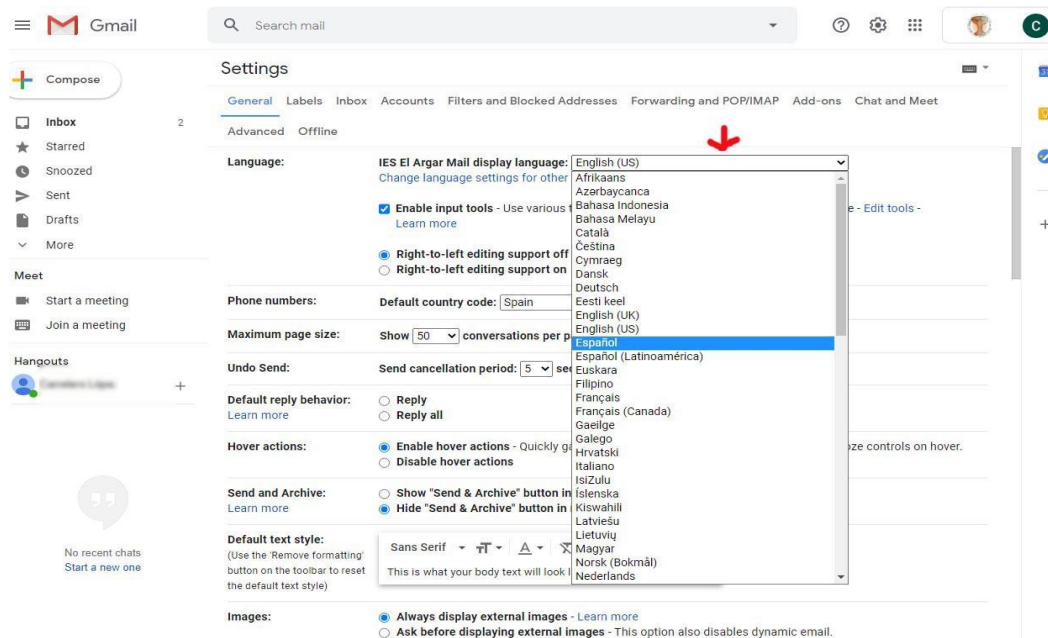 Gmail
Search mail
C
Compose
Inbox 2
Starred
Snoozed
Sent
Drafts
More
Meet
Start a meeting
Join a meeting
Hangouts
No recent chats
Start a new one
Settings
General Labels Inbox Accounts Filters and Blocked Addresses Forwarding and POP/IMAP Add-ons Chat and Meet
Advanced Offline
Language:
IES El Argar Mail display language: English (US)
Change language settings for other
Enable input tools - Use various t e - Edit tools -
Learn more
Right-to-left editing support off
Right-to-left editing support on
Afrikaans
Azərbaycanca
Bahasa Indonesia
Bahasa Melayu
Català
Čeština
Cymraeg
Dansk
Deutsch
Eesti keel
English (UK)
English (US)
Español
Español (Latinoamérica)
Euskara
Filipino
Français
Français (Canada)
Gaeilge
Galego
Hrvatski
Italiano
IsiZulu
Íslenska
Kiswahili
Latviešu
Lietuvių
Magyar
Norsk (Bokmål)
Nederlands
Phone numbers:
Default country code: Spain
Maximum page size:
Show 50 conversations per p
Undo Send:
Send cancellation period: 5 sec
Default reply behavior:
Learn more
Reply
Reply all
Hover actions:
Enable hover actions - Quickly ga oze controls on hover.
Disable hover actions
Send and Archive:
Learn more
Show "Send & Archive" button in
Hide "Send & Archive" button in
Default text style:
(Use the 'Remove formatting'
button on the toolbar to reset
the default text style)
Sans Serif
This is what your body text will look l
Images:
Always display external images - Learn more
Ask before displaying external images - This option also disables dynamic email.